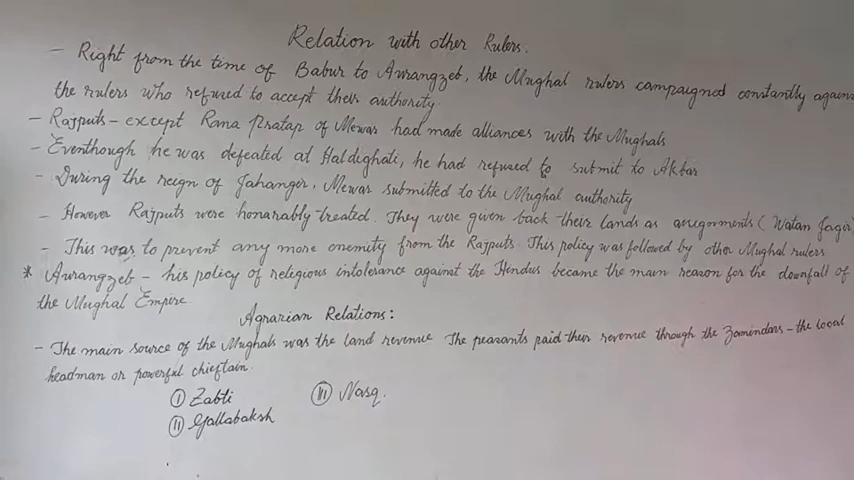 Relation with other Rulers.
- Right from the time of Babur to Aurangzeb, the Mughal rulers campaigned constantly against
the rulers who refused to accept their authority.
- Rajputs - except Rana Pratap of Mewar had made alliances with the Mughals
- Eventhough he was defeated at Haldighati, he had refused to submit to Akbar
- During the reign of Jahangir, Mewar submitted to the Mughal authority
- However Rajputs were honarably treated. They were given back their lands as assignments (Watan Jagir)
- This was to prevent any more enemity from the Rajputs. This policy was followed by other Mughal rulers
* Aurangzeb - his policy of relegious intolerance against the Hindus became the main reason for the downfall of
the Mughal Empire
Agrarian Relations:
- The main source of the Mughals was the land revenue The peasants paid their revenue through the Zamindars - the local
headman or powerful chieftain.
(I) Zabti (III) Nasq.
(II) Gallabaksh